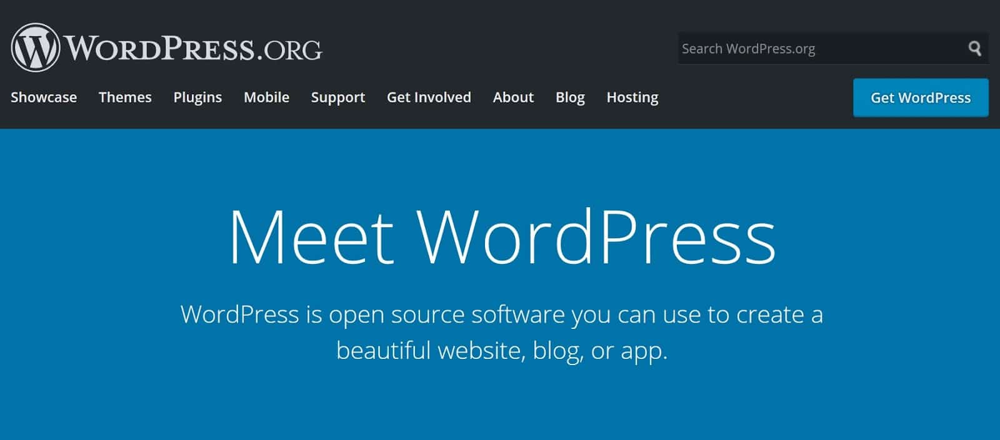 WORDPRESS.ORG
Search WordPress.org
Showcase Themes Plugins Mobile Support Get Involved About Blog Hosting Get WordPress
Meet WordPress
WordPress is open source software you can use to create a
beautiful website, blog, or app.